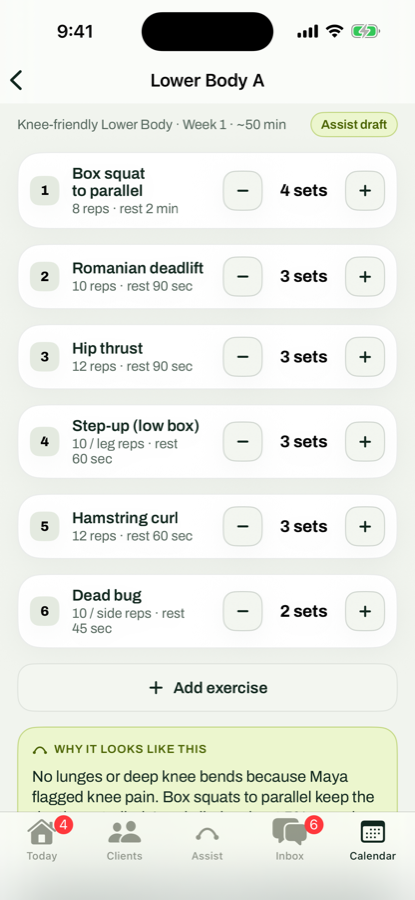 9:41
Lower Body A
Knee-friendly Lower Body · Week 1 · ~50 min
Assist draft
1
Box squat
to parallel
8 reps · rest 2 min
−
4 sets
+
2
Romanian deadlift
10 reps · rest 90 sec
−
3 sets
+
3
Hip thrust
12 reps · rest 90 sec
−
3 sets
+
4
Step-up (low box)
10 / leg reps · rest
60 sec
−
3 sets
+
5
Hamstring curl
12 reps · rest 60 sec
−
3 sets
+
6
Dead bug
10 / side reps · rest
45 sec
−
2 sets
+
+ Add exercise
WHY IT LOOKS LIKE THIS
No lunges or deep knee bends because Maya
flagged knee pain. Box squats to parallel keep the
4
6
Today
Clients
Assist
Inbox
Calendar